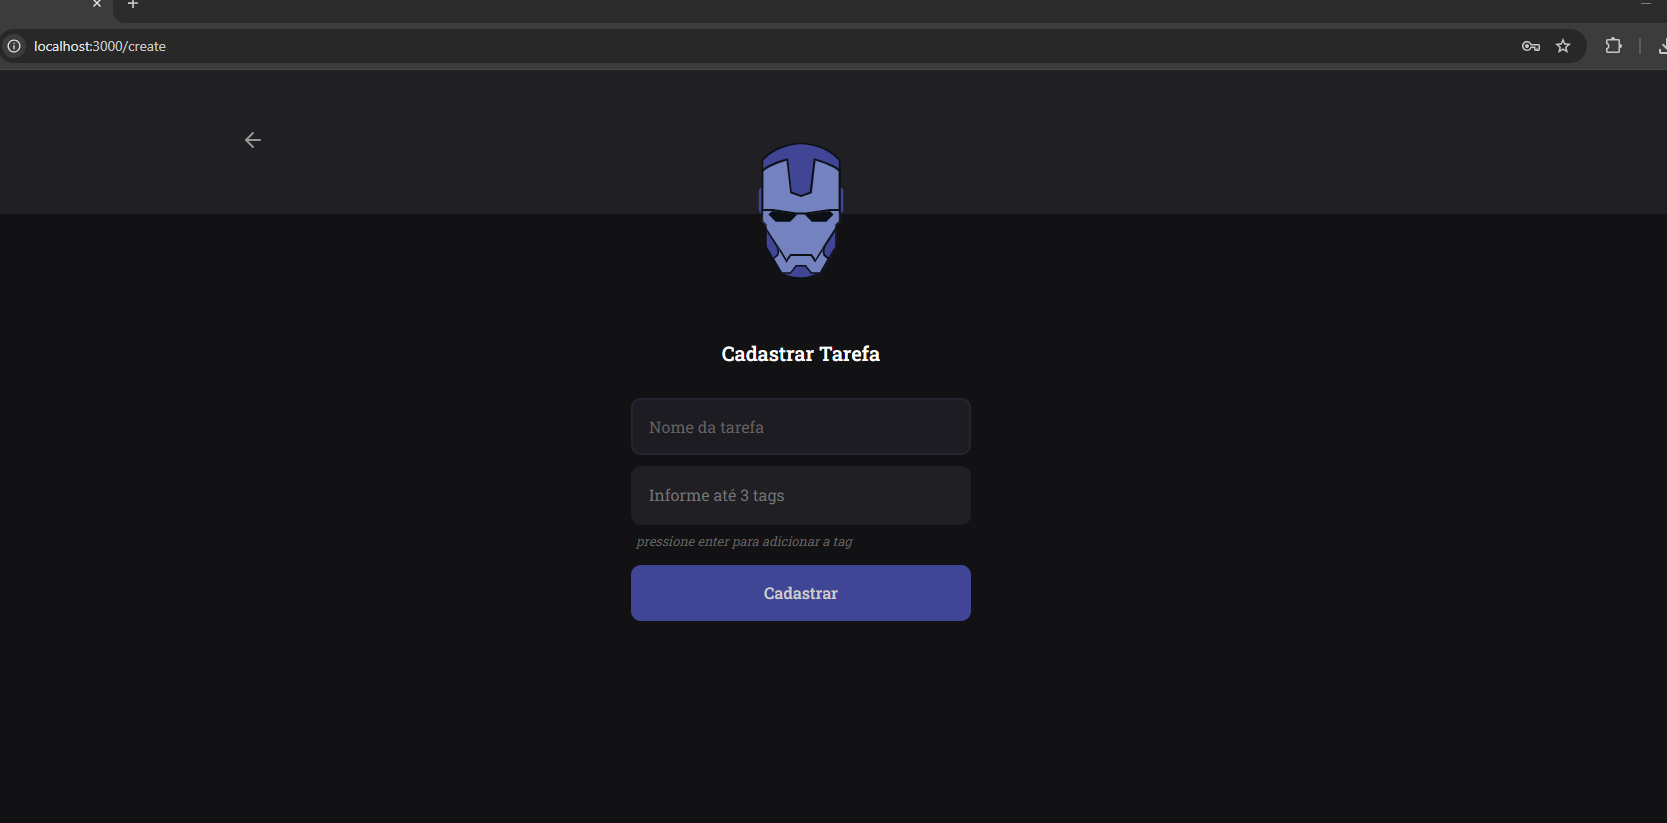 localhost:3000/create
Cadastrar Tarefa
Nome da tarefa
Informe até 3 tags
pressione enter para adicionar a tag
Cadastrar